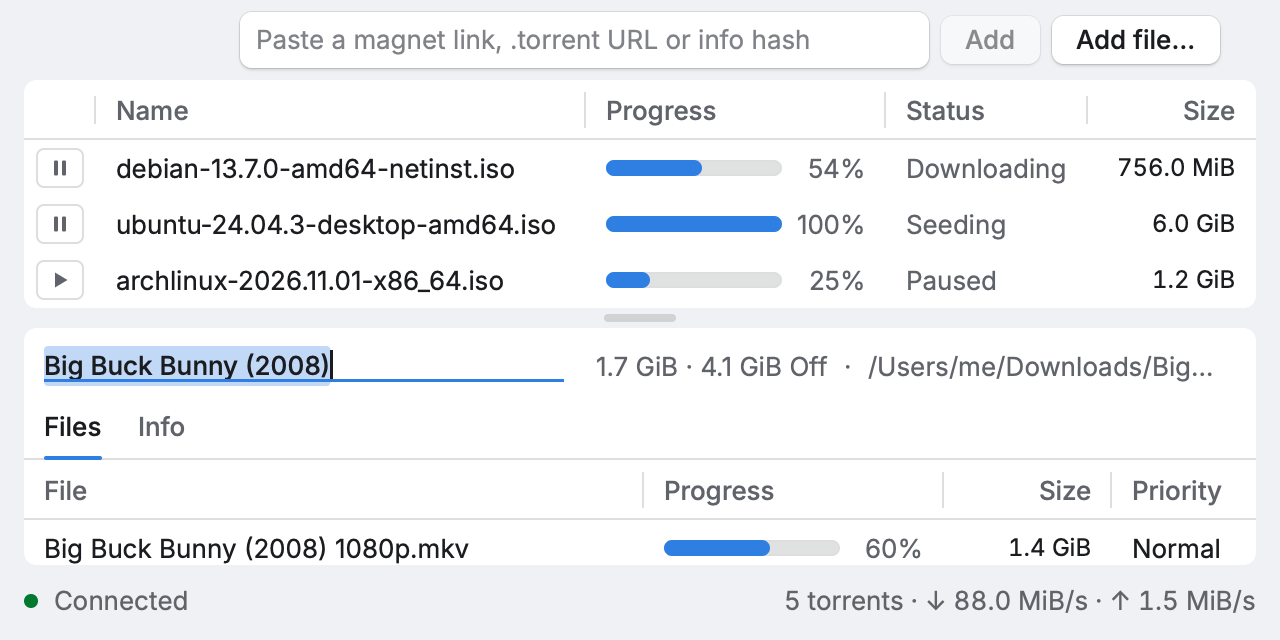 Paste a magnet link, .torrent URL or info hash Add Add file...
Name Progress Status Size
debian-13.7.0-amd64-netinst.iso 54% Downloading 756.0 MiB
ubuntu-24.04.3-desktop-amd64.iso 100% Seeding 6.0 GiB
archlinux-2026.11.01-x86_64.iso 25% Paused 1.2 GiB
Big Buck Bunny (2008) 1.7 GiB · 4.1 GiB Off · /Users/me/Downloads/Big...
Files Info
File Progress Size Priority
Big Buck Bunny (2008) 1080p.mkv 60% 1.4 GiB Normal
Connected 5 torrents · ↓ 88.0 MiB/s · ↑ 1.5 MiB/s